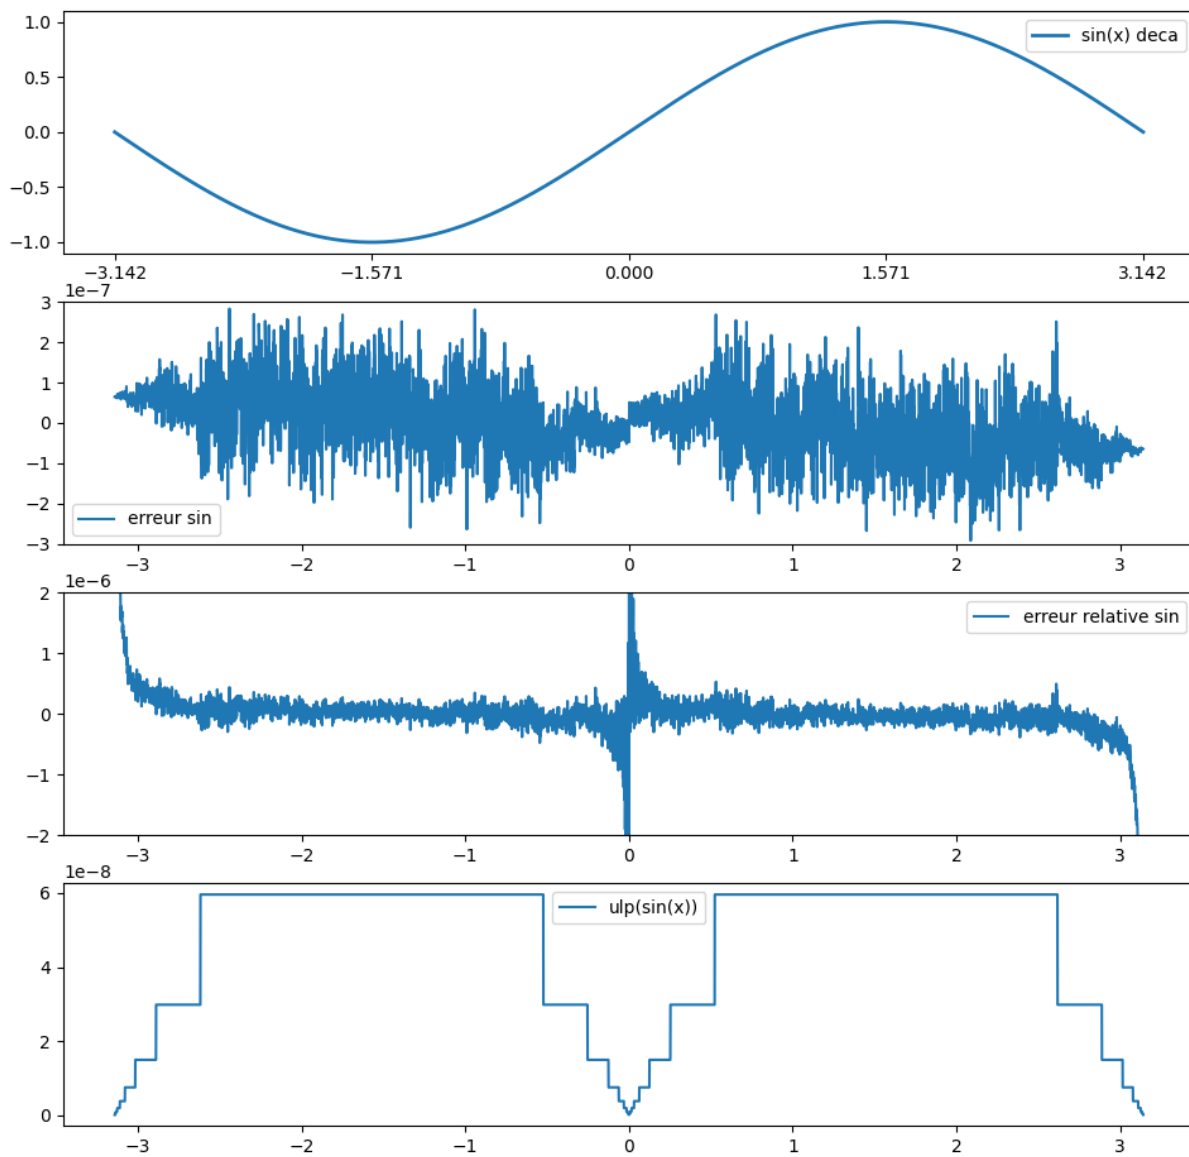 1.0
sin(x) deca
0.5
0.0
−0.5
−1.0
−3.142 −1.571 0.000 1.571 3.142
1e−7
3
2
1
0
−1
−2
erreur sin
−3
−3 −2 −1 0 1 2 3
1e−6
2
erreur relative sin
1
0
−1
−2
−3 −2 −1 0 1 2 3
1e−8
6
ulp(sin(x))
4
2
0
−3 −2 −1 0 1 2 3